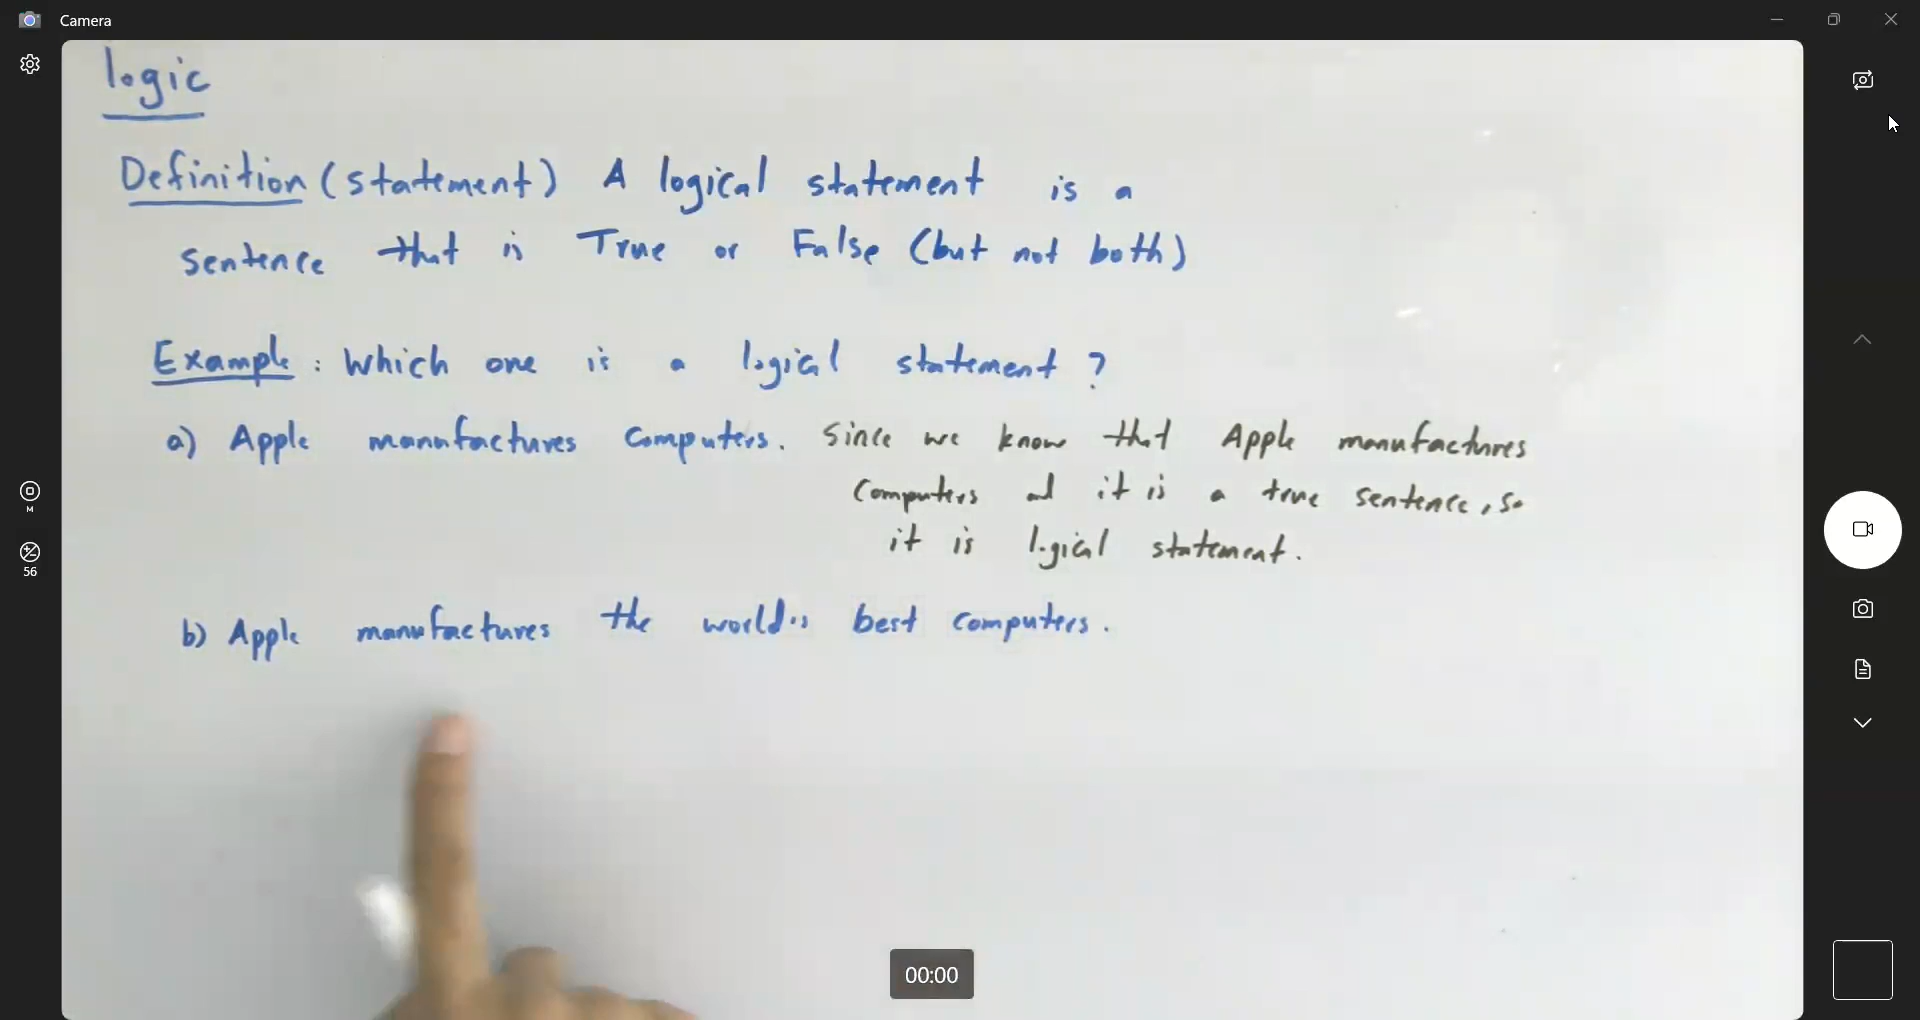 Camera
logic
Definition (statement) A logical statement is a
sentence that is True or False (but not both)
Example: Which one is a logical statement?
a) Apple manufactures computers. Since we know that Apple manufactures
Computers and it is a true sentence, so
it is logical statement.
b) Apple manufactures the world's best computers.
M
56
00:00